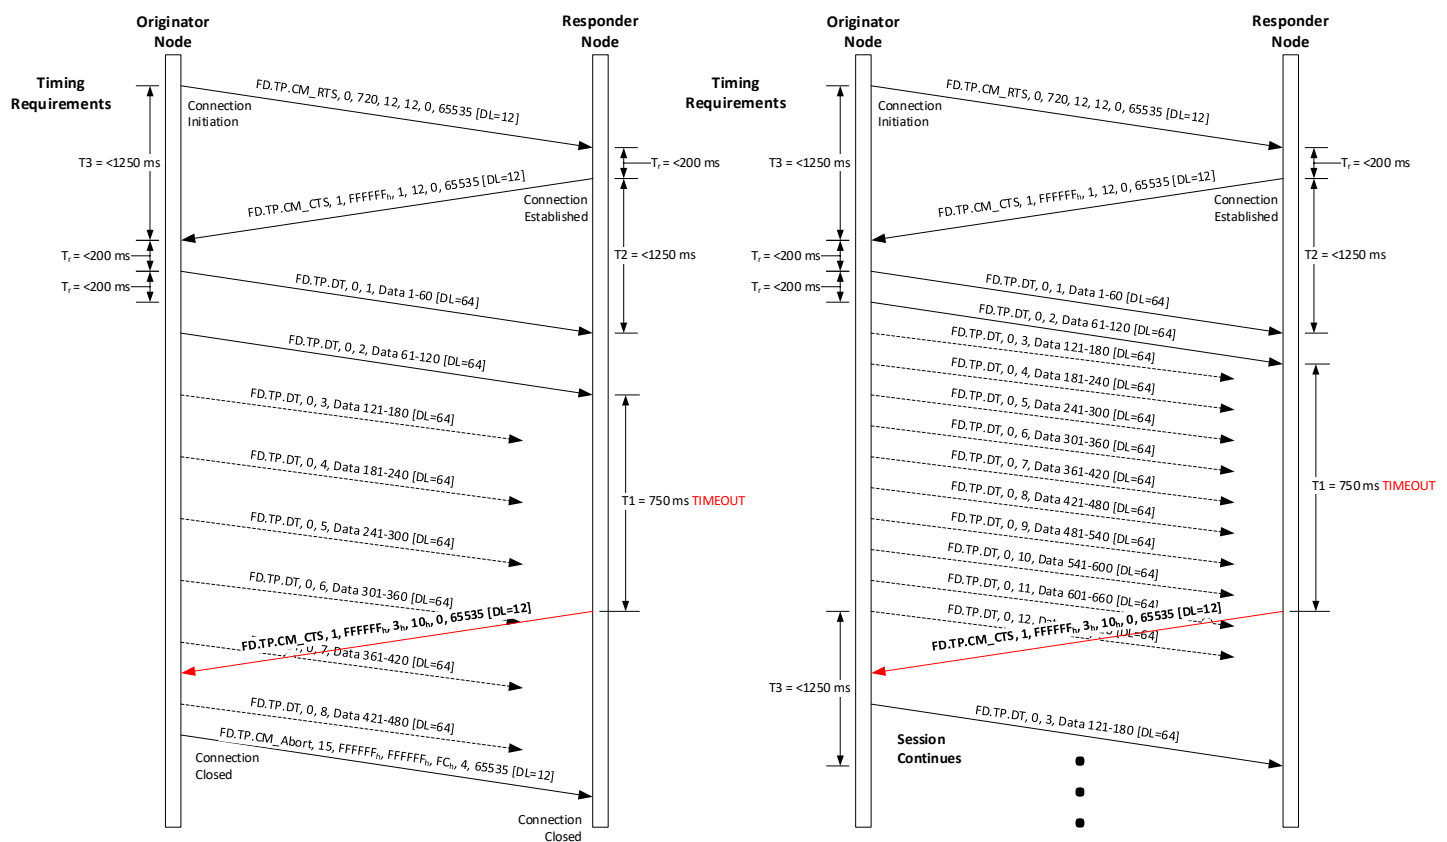 Originator
Node
Responder
Node
Timing
Requirements
FD.TP.CM_RTS, 0, 720, 12, 12, 0, 65535 [DL=12]
Connection
Initiation
T3 = <1250 ms
Tr = <200 ms
FD.TP.CM_CTS, 1, FFFFFFh, 1, 12, 0, 65535 [DL=12]
Connection
Established
Tr = <200 ms
T2 = <1250 ms
Tr = <200 ms
FD.TP.DT, 0, 1, Data 1-60 [DL=64]
FD.TP.DT, 0, 2, Data 61-120 [DL=64]
FD.TP.DT, 0, 3, Data 121-180 [DL=64]
FD.TP.DT, 0, 4, Data 181-240 [DL=64]
T1 = 750 ms TIMEOUT
FD.TP.DT, 0, 5, Data 241-300 [DL=64]
FD.TP.DT, 0, 6, Data 301-360 [DL=64]
FD.TP.CM_CTS, 1, FFFFFFh, 3h, 10h, 0, 65535 [DL=12]
0, 7, Data 361-420 [DL=64]
FD.TP.DT, 0, 8, Data 421-480 [DL=64]
FD.TP.CM_Abort, 15, FFFFFFh, FFFFFFh, FCh, 4, 65535 [DL=12]
Connection
Closed
Connection
Closed
Originator
Node
Responder
Node
Timing
Requirements
FD.TP.CM_RTS, 0, 720, 12, 12, 0, 65535 [DL=12]
Connection
Initiation
T3 = <1250 ms
Tr = <200 ms
FD.TP.CM_CTS, 1, FFFFFFh, 1, 12, 0, 65535 [DL=12]
Connection
Established
Tr = <200 ms
T2 = <1250 ms
Tr = <200 ms
FD.TP.DT, 0, 1, Data 1-60 [DL=64]
FD.TP.DT, 0, 2, Data 61-120 [DL=64]
FD.TP.DT, 0, 3, Data 121-180 [DL=64]
FD.TP.DT, 0, 4, Data 181-240 [DL=64]
FD.TP.DT, 0, 5, Data 241-300 [DL=64]
FD.TP.DT, 0, 6, Data 301-360 [DL=64]
FD.TP.DT, 0, 7, Data 361-420 [DL=64]
T1 = 750 ms TIMEOUT
FD.TP.DT, 0, 8, Data 421-480 [DL=64]
FD.TP.DT, 0, 9, Data 481-540 [DL=64]
FD.TP.DT, 0, 10, Data 541-600 [DL=64]
FD.TP.DT, 0, 11, Data 601-660 [DL=64]
FD.TP.DT, 0, 12,
FD.TP.CM_CTS, 1, FFFFFFh, 3h, 10h, 0, 65535 [DL=12]
T3 = <1250 ms
FD.TP.DT, 0, 3, Data 121-180 [DL=64]
Session
Continues